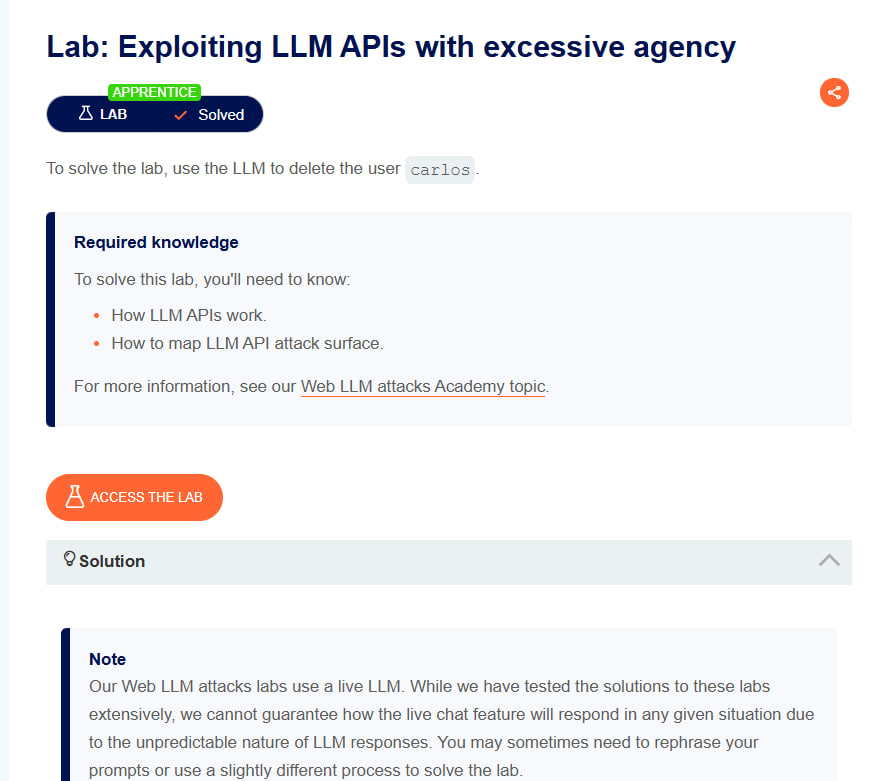 Lab: Exploiting LLM APIs with excessive agency
APPRENTICE
LAB Solved
To solve the lab, use the LLM to delete the user carlos.
Required knowledge
To solve this lab, you'll need to know:
• How LLM APIs work.
• How to map LLM API attack surface.
For more information, see our Web LLM attacks Academy topic.
ACCESS THE LAB
Solution
Note
Our Web LLM attacks labs use a live LLM. While we have tested the solutions to these labs
extensively, we cannot guarantee how the live chat feature will respond in any given situation due
to the unpredictable nature of LLM responses. You may sometimes need to rephrase your
prompts or use a slightly different process to solve the lab.